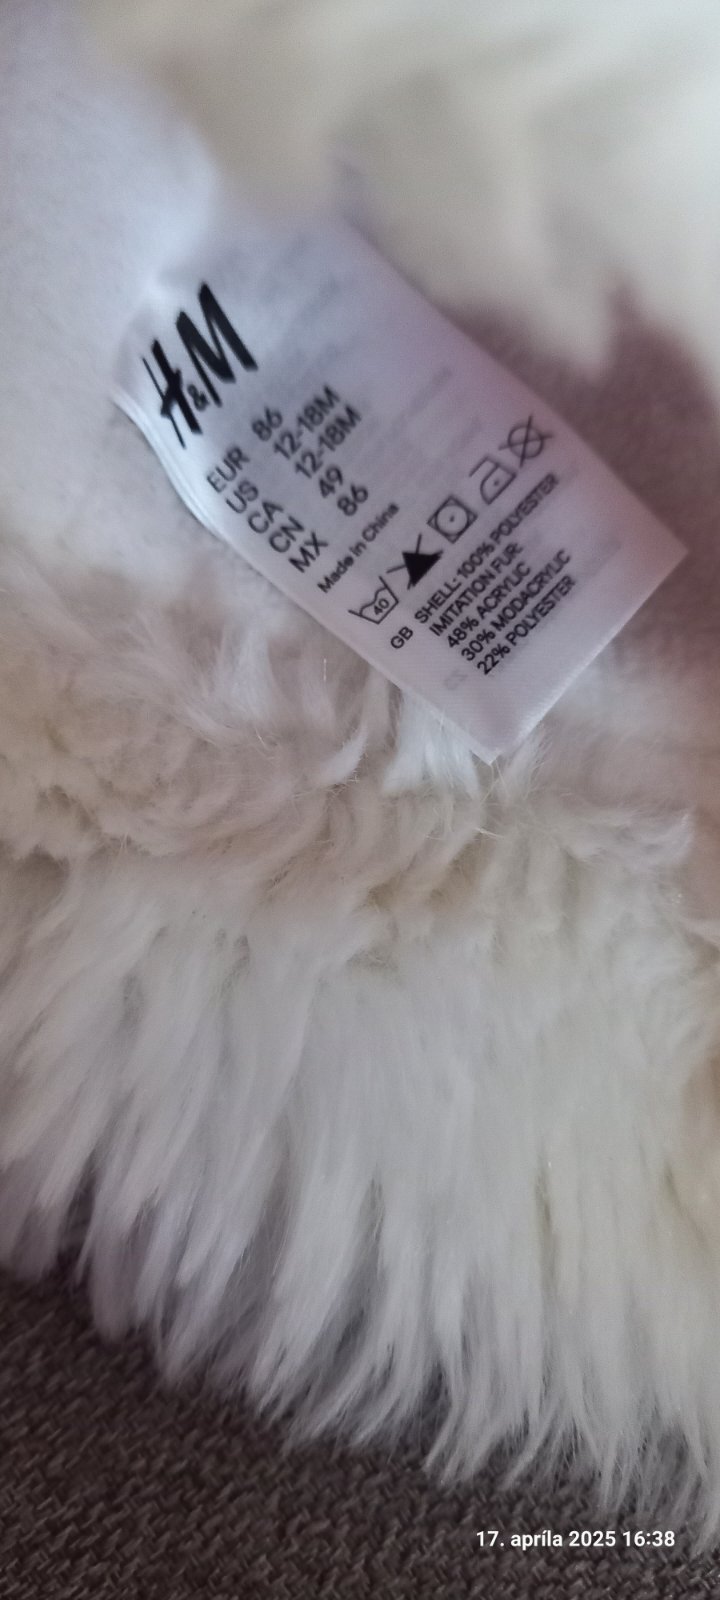 H&M
EUR 86
US 12-18M
CA 12-18M
CN 49
MX 86
Made in China
40
GB SHELL: 100% POLYESTER
IMITATION FUR:
48% ACRYLIC
30% MODACRYLIC
22% POLYESTER
17. apríla 2025 16:38